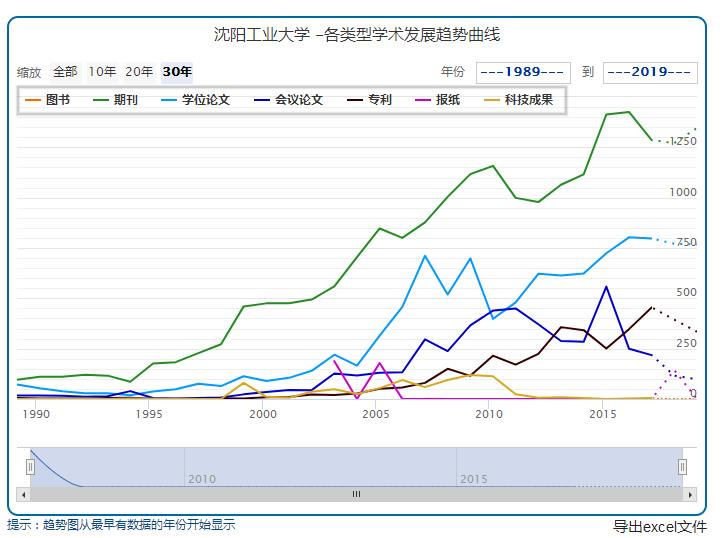 沈阳工业大学 –各类型学术发展趋势曲线
缩放 全部 10年 20年 30年 年份 ---1989--- 到 ---2019---
图书 期刊 学位论文 会议论文 专利 报纸 科技成果
250
1000
750
500
250
0
1990 1995 2000 2005 2010 2015
2010 2015
提示：趋势图从最早有数据的年份开始显示
导出excel文件